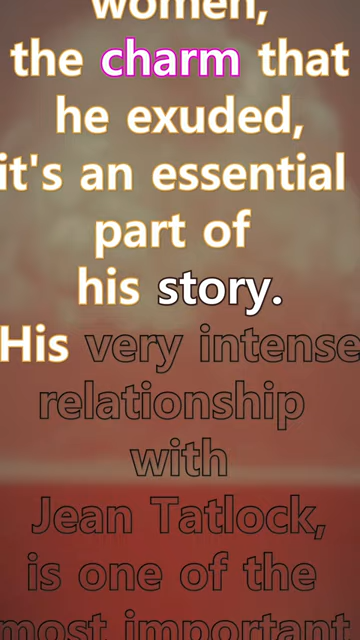 women,
the charm that
he exuded,
it's an essential
part of
his story.
His very intense
relationship
with
Jean Tatlock,
is one of the
most important